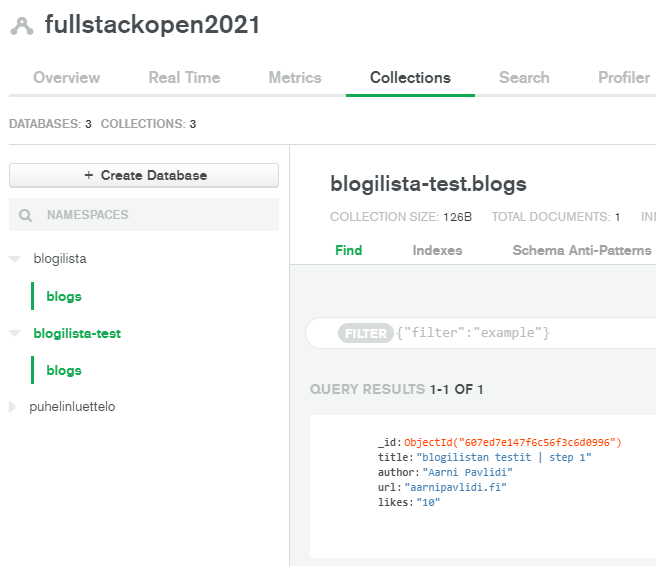 fullstackopen2021
Overview Real Time Metrics Collections Search Profiler
DATABASES: 3 COLLECTIONS: 3
+ Create Database
NAMESPACES
blogilista
blogs
blogilista-test
blogs
puhelinluettelo
blogilista-test.blogs
COLLECTION SIZE: 126B TOTAL DOCUMENTS: 1
Find Indexes Schema Anti-Patterns
FILTER {"filter":"example"}
QUERY RESULTS 1-1 OF 1
_id: ObjectId("607ed7e147f6c56f3c6d0996")
title: "blogilistan testit | step 1"
author: "Aarni Pavlidi"
url: "aarnipavlidi.fi"
likes: "10"